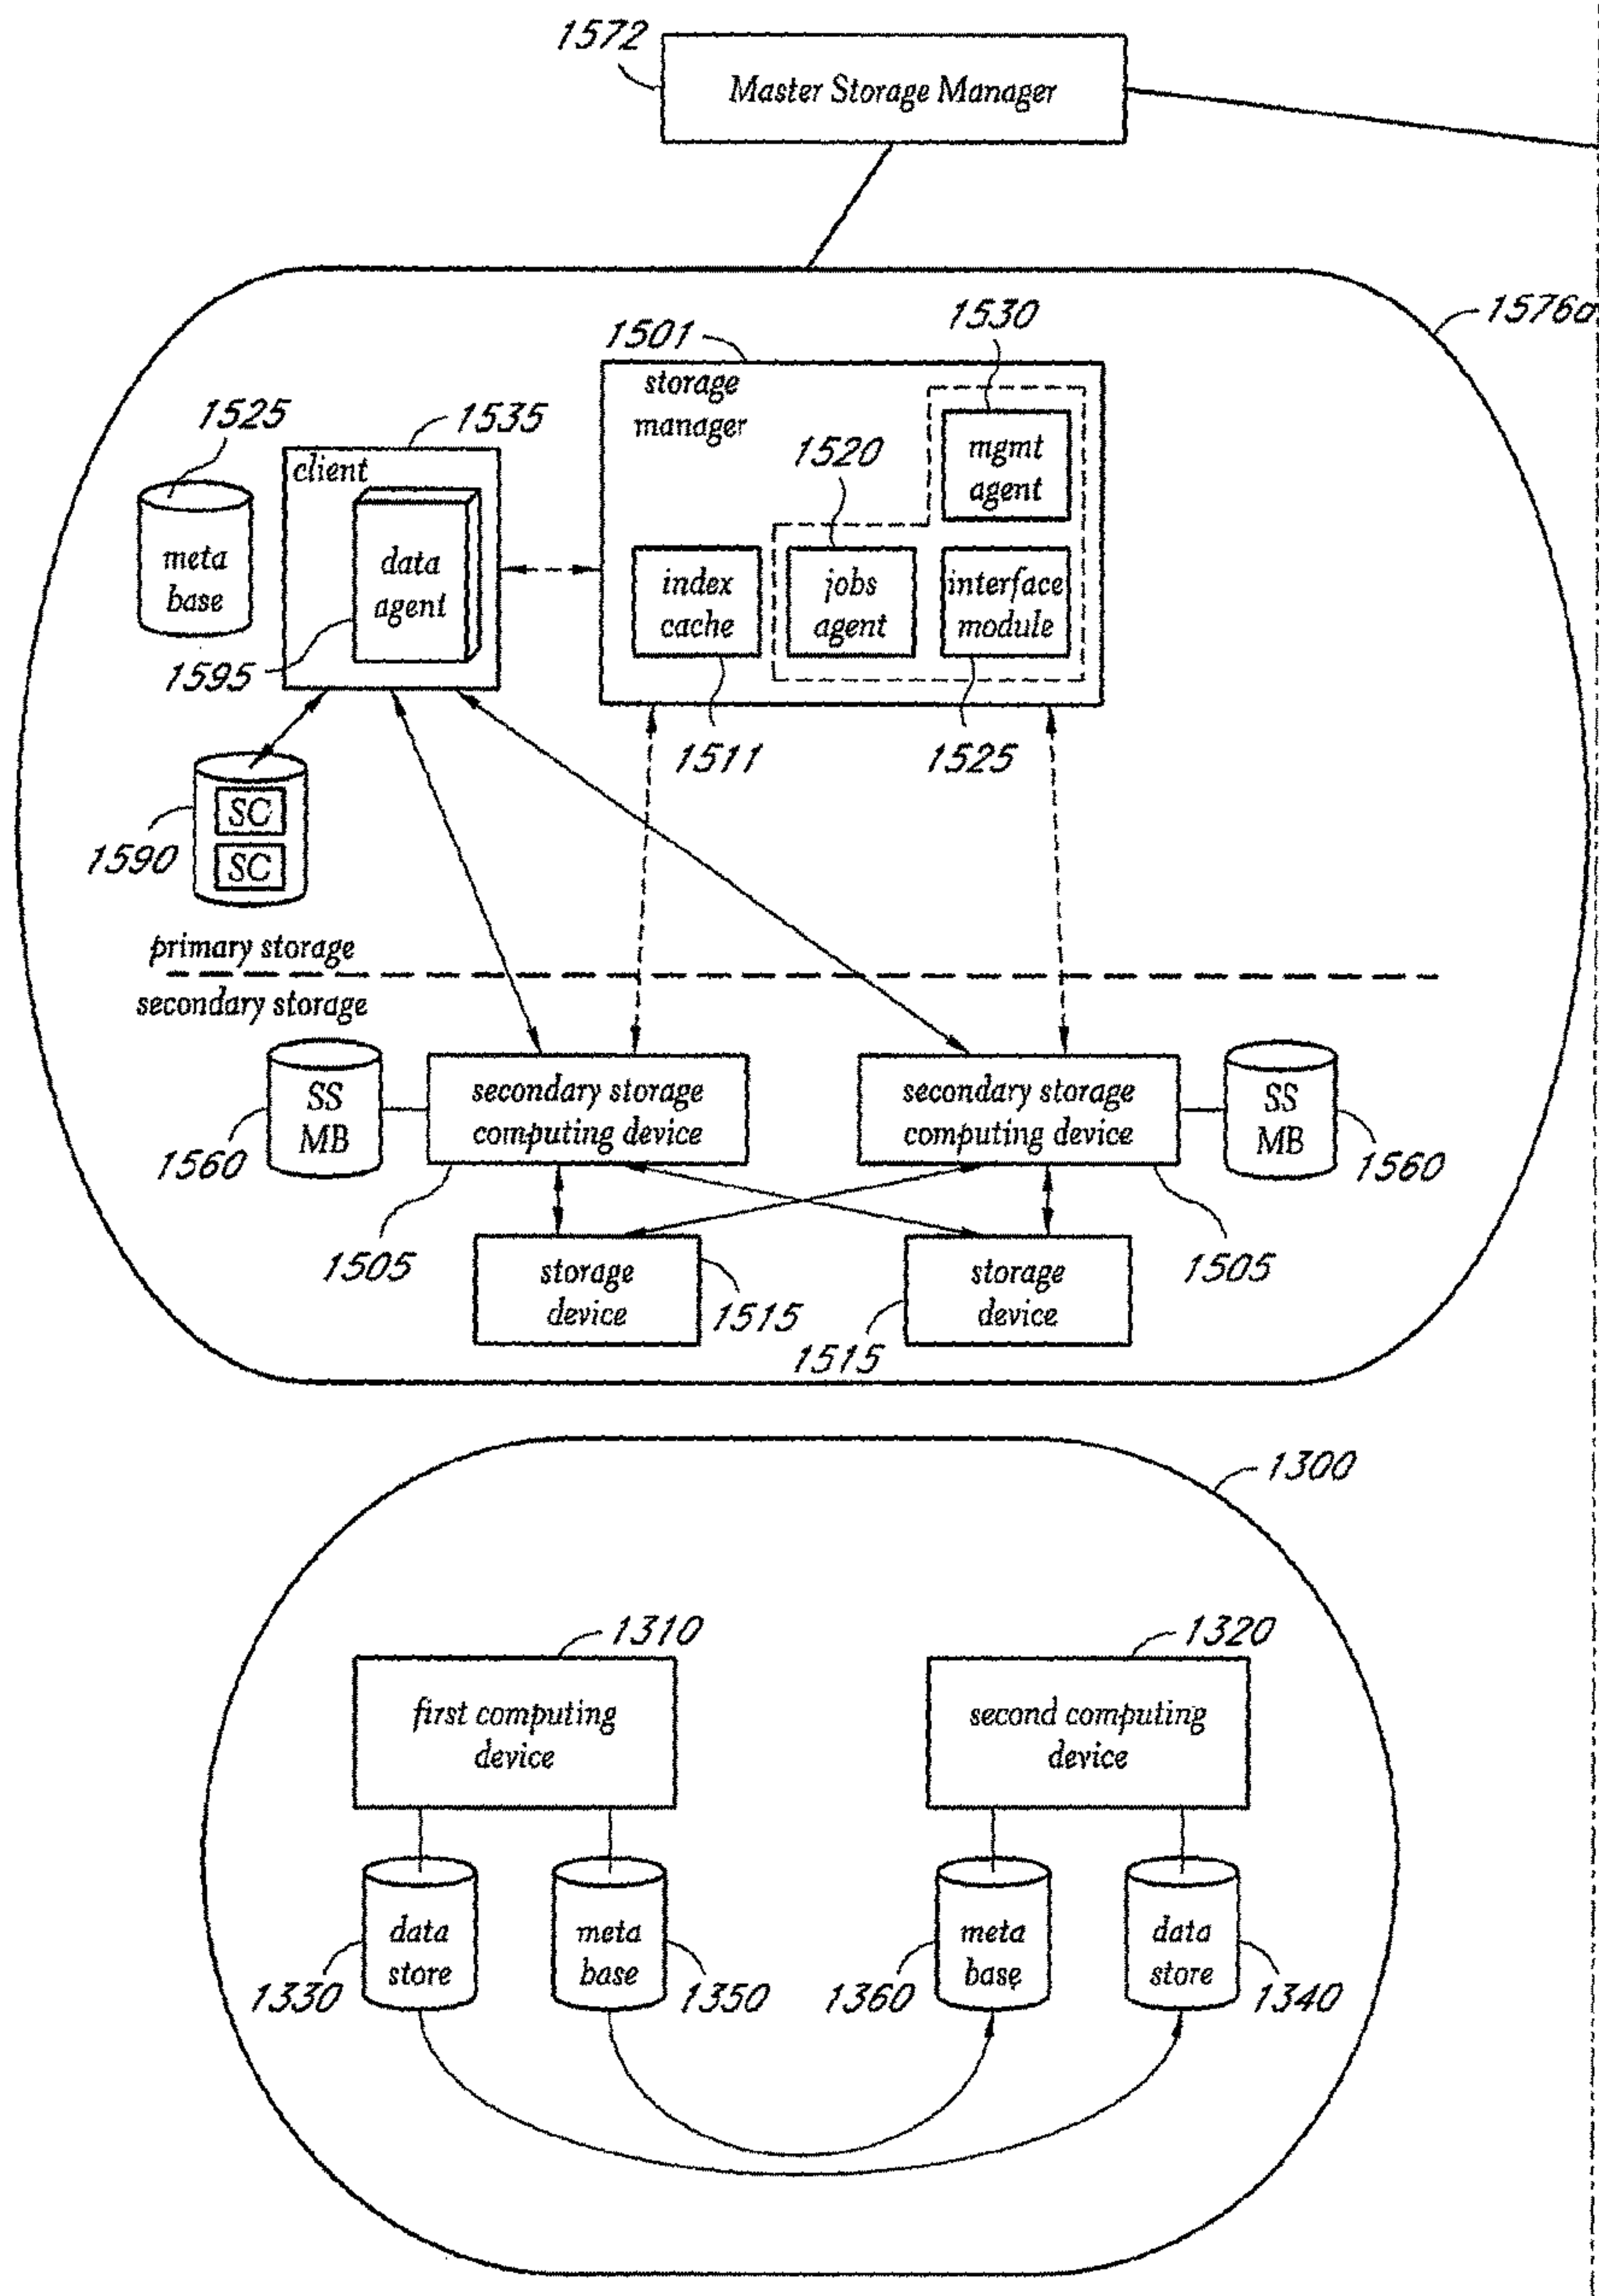 1572
Master Storage Manager
1576a
1530
1501
storage
manager
1525
1535
1520
mgmt
agent
client
meta
base
data
agent
index
cache
jobs
agent
interface
module
1595
1511
1525
SC
SC
1590
primary storage
secondary storage
SS
MB
secondary storage
computing device
secondary storage
computing device
SS
MB
1560
1560
1505
storage
device
storage
device
1505
1515
1515
1300
1310
1320
first computing
device
second computing
device
data
store
meta
base
meta
base
data
store
1330
1350
1360
1340